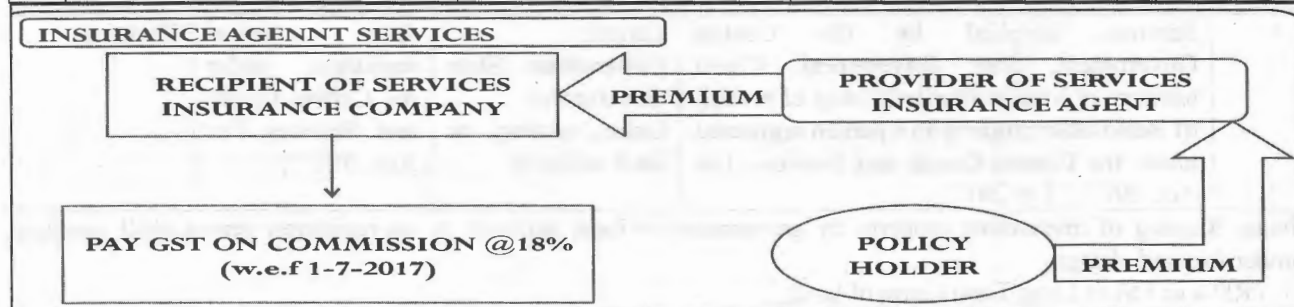 INSURANCE AGENNT SERVICES
RECIPIENT OF SERVICES
INSURANCE COMPANY
PREMIUM
PROVIDER OF SERVICES
INSURANCE AGENT
PAY GST ON COMMISSION @18%
(w.e.f 1-7-2017)
POLICY
HOLDER
PREMIUM